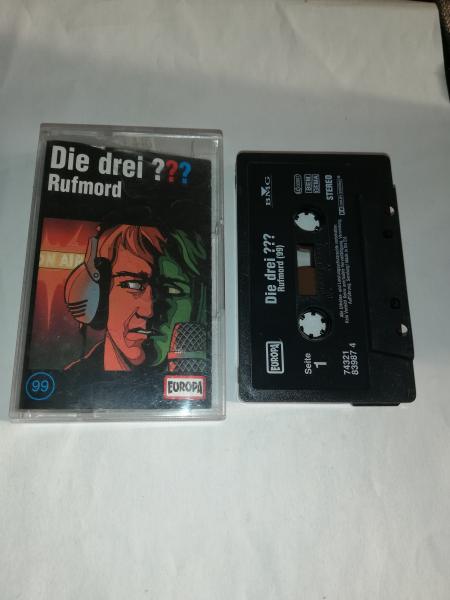 Die drei ???
Rufmord
ON AIR
99
EUROPA
BMG
STEREO
Die drei ???
Rufmord (99)
EUROPA
Seite
1
74321
83987 4